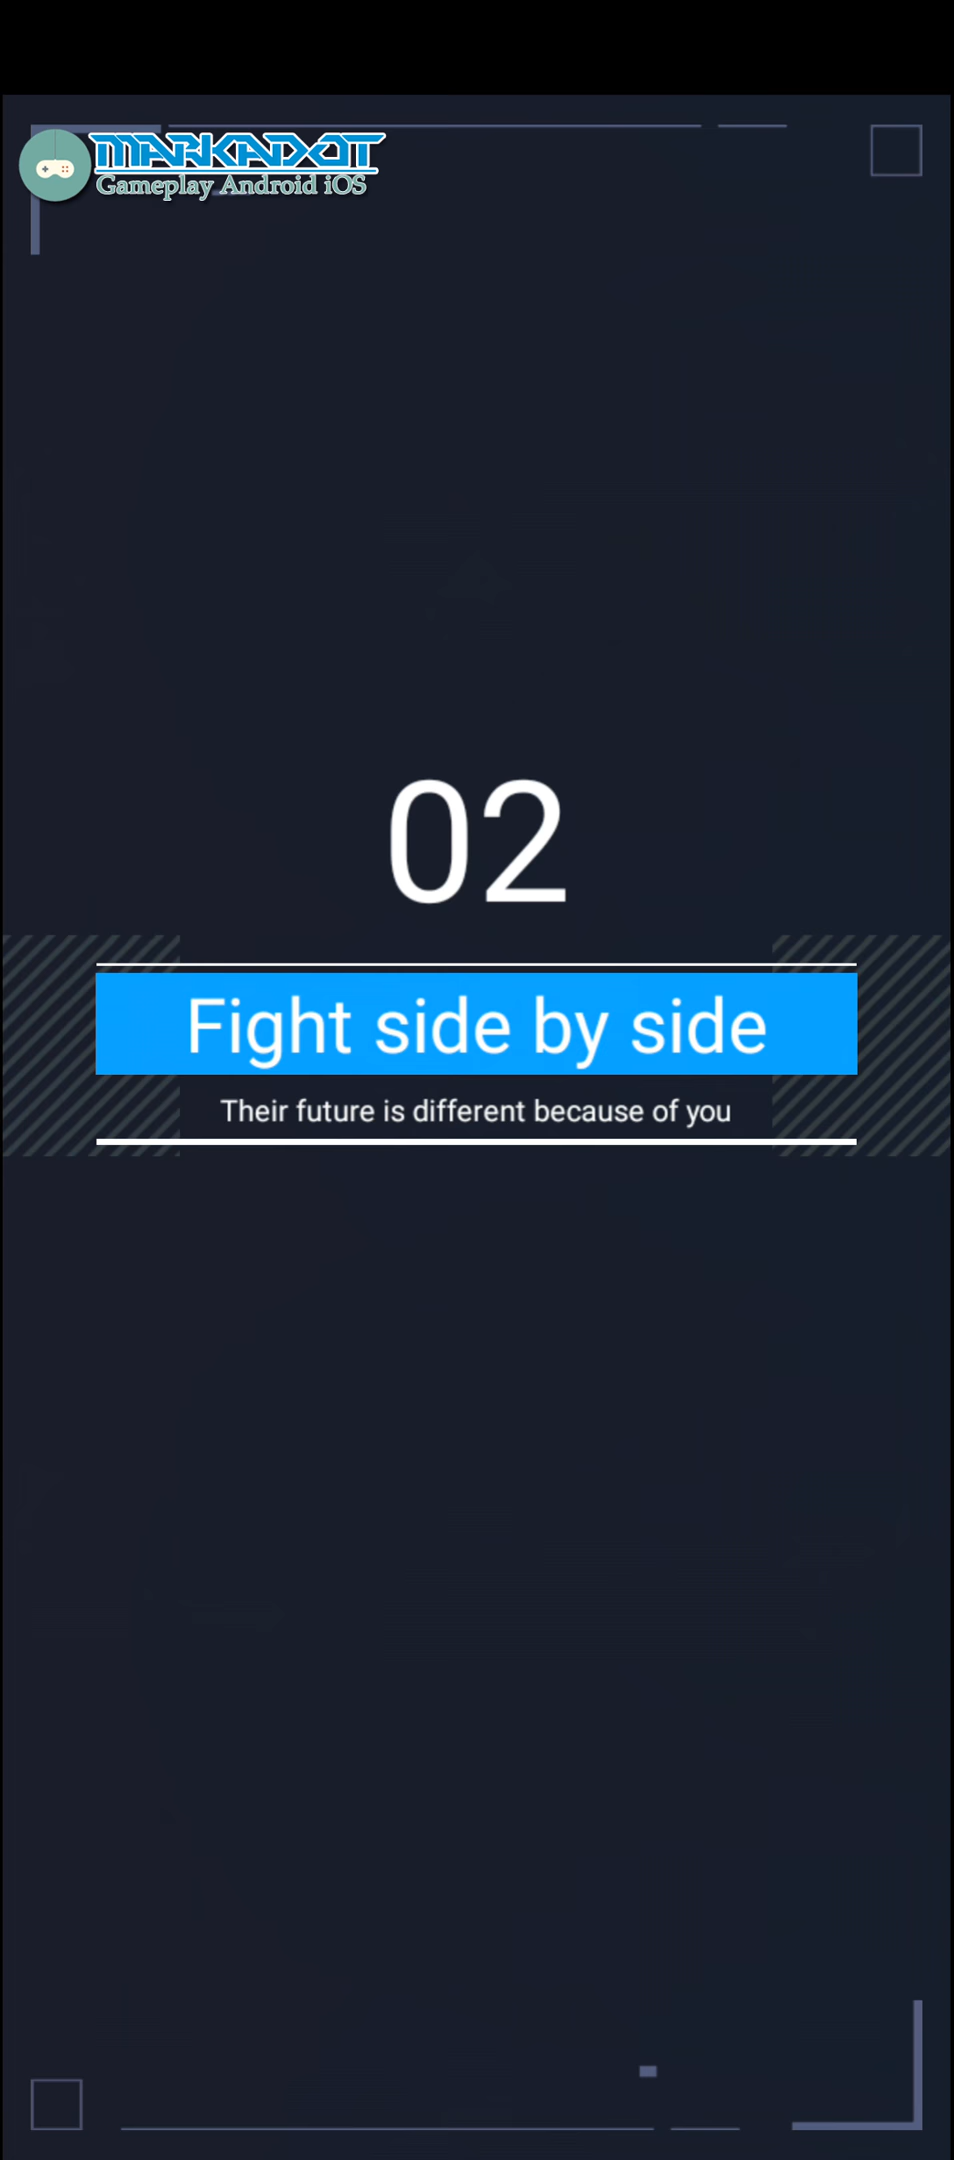 MARKADOT
Gameplay Android iOS
02
Fight side by side
Their future is different because of you